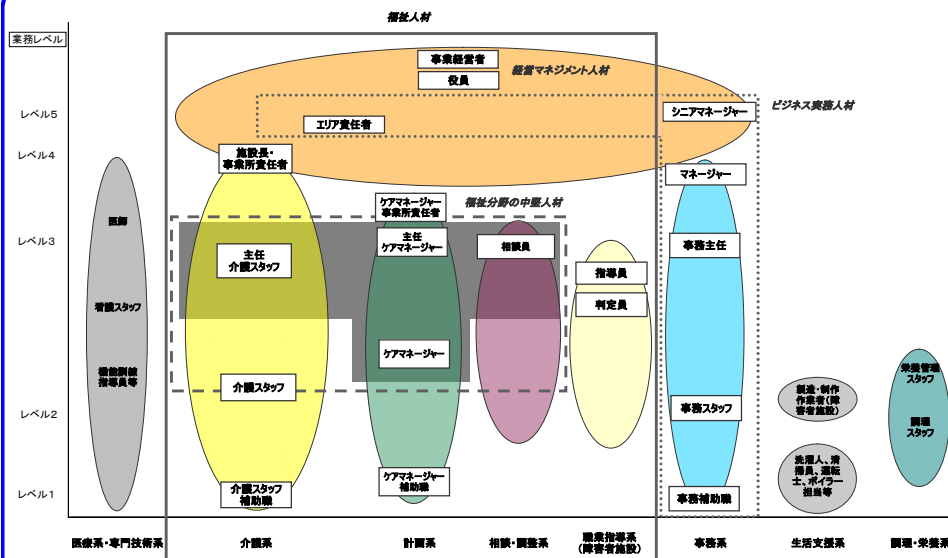 福祉人材
業務レベル
事業経営者
経営マネジメント人材
役員
ビジネス実務人材
レベル5
エリア責任者
シニアマネージャー
レベル4
施設長・
事業所責任者
マネージャー
ケアマネージャー
事業所責任者
福祉分野の中堅人材
医師
レベル3
主任
介護スタッフ
主任
ケアマネージャー
相談員
事務主任
指導員
看護スタッフ
判定員
機能訓練
指導員等
ケアマネージャー
栄養管理
スタッフ
介護スタッフ
製造・制作
作業者(障
害者施設)
レベル2
事務スタッフ
調理
スタッフ
洗濯人、清
掃員、運転
士、ボイラー
担当等
ケアマネージャー
補助職
レベル1
介護スタッフ
補助職
事務補助職
医療系・専門技術系
介護系
計画系
相談・調整系
職業指導系
(障害者施設)
事務系
生活支援系
調理・栄養系